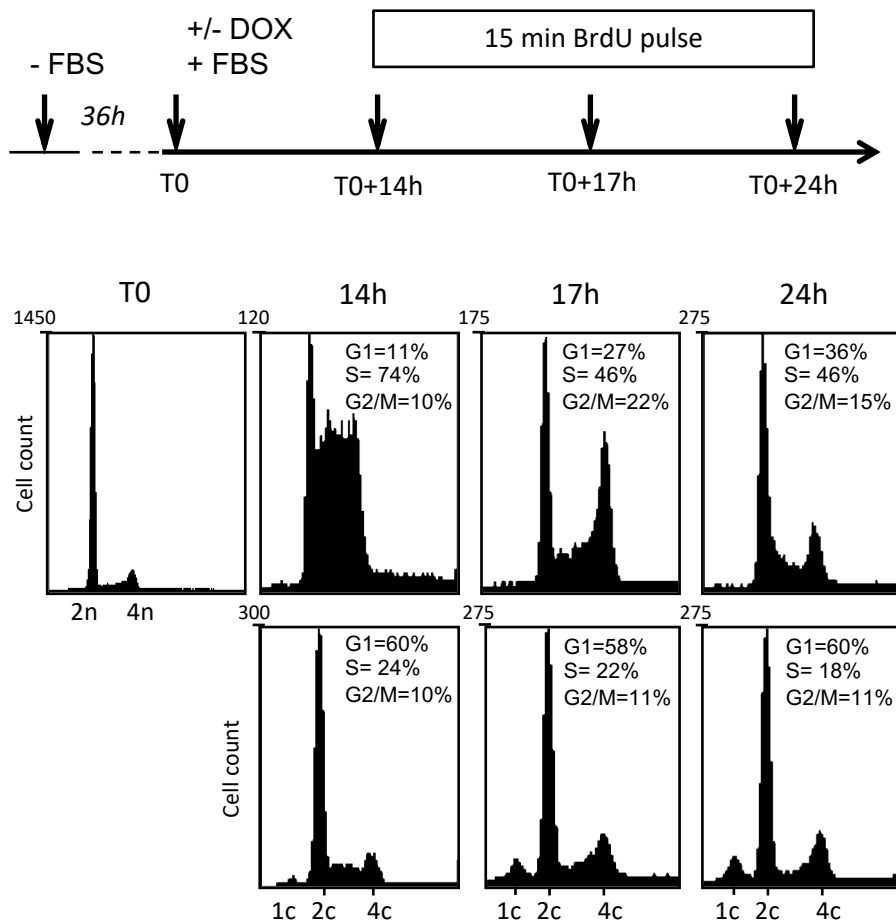 +/- DOX
15 min BrdU pulse
- FBS
+ FBS
36h
T0
T0+14h
T0+17h
T0+24h
T0
14h
17h
24h
1450
120
175
275
G1=11%
S= 74%
G2/M=10%
G1=27%
S= 46%
G2/M=22%
G1=36%
S= 46%
G2/M=15%
Cell count
2n
4n
300
275
275
G1=60%
S= 24%
G2/M=10%
G1=58%
S= 22%
G2/M=11%
G1=60%
S= 18%
G2/M=11%
Cell count
1c
2c
4c
1c
2c
4c
1c
2c
4c